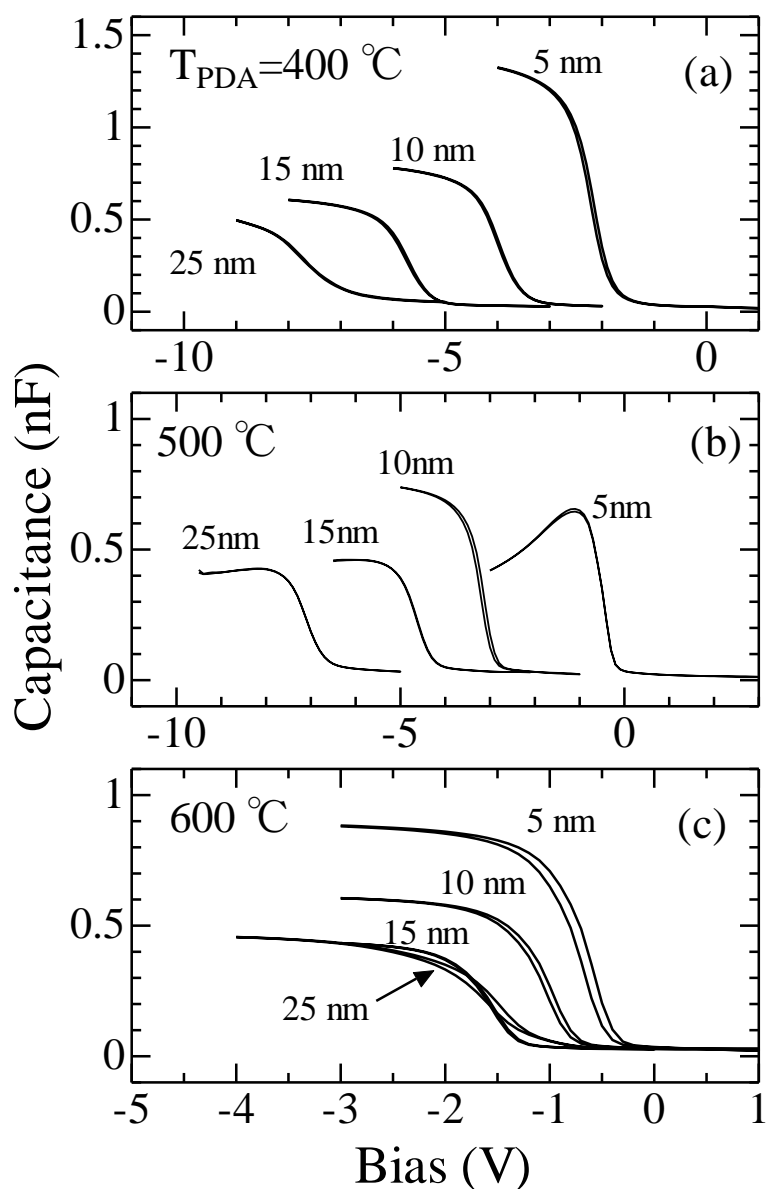 1.5
T_PDA=400 ℃
5 nm
(a)
1
10 nm
15 nm
0.5
25 nm
0
-10
-5
0
Capacitance (nF)
1
500 ℃
(b)
10nm
5nm
25nm
15nm
0.5
0
-10
-5
0
1
600 ℃
5 nm
(c)
10 nm
0.5
15 nm
25 nm
0
-5 -4 -3 -2 -1 0 1
Bias (V)